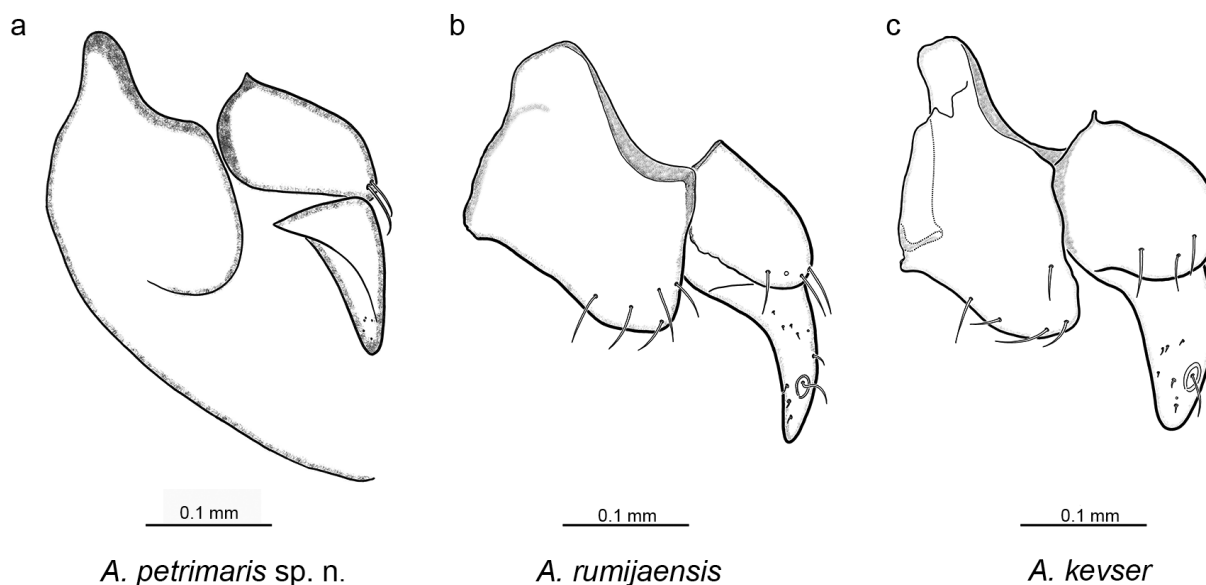 a
b
c
0.1 mm
0.1 mm
0.1 mm
A. petrimaris sp. n.
A. rumijaensis
A. kevser